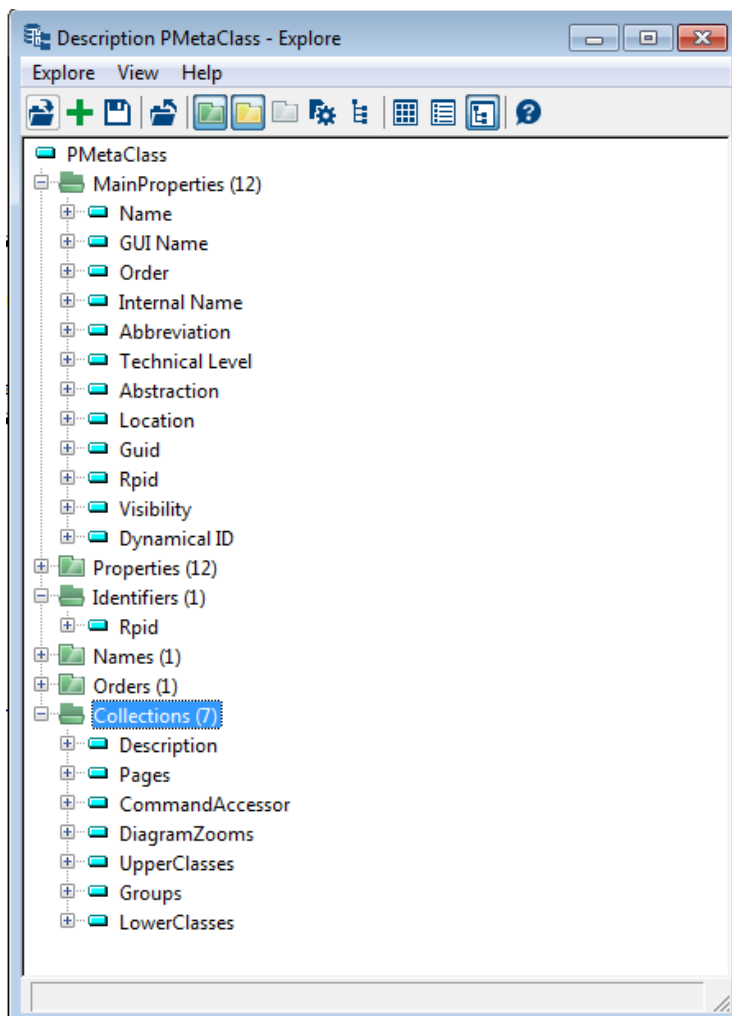 Description PMetaClass - Explore
Explore View Help
PMetaClass
MainProperties (12)
Name
GUI Name
Order
Internal Name
Abbreviation
Technical Level
Abstraction
Location
Guid
Rpid
Visibility
Dynamical ID
Properties (12)
Identifiers (1)
Rpid
Names (1)
Orders (1)
Collections (7)
Description
Pages
CommandAccessor
DiagramZooms
UpperClasses
Groups
LowerClasses